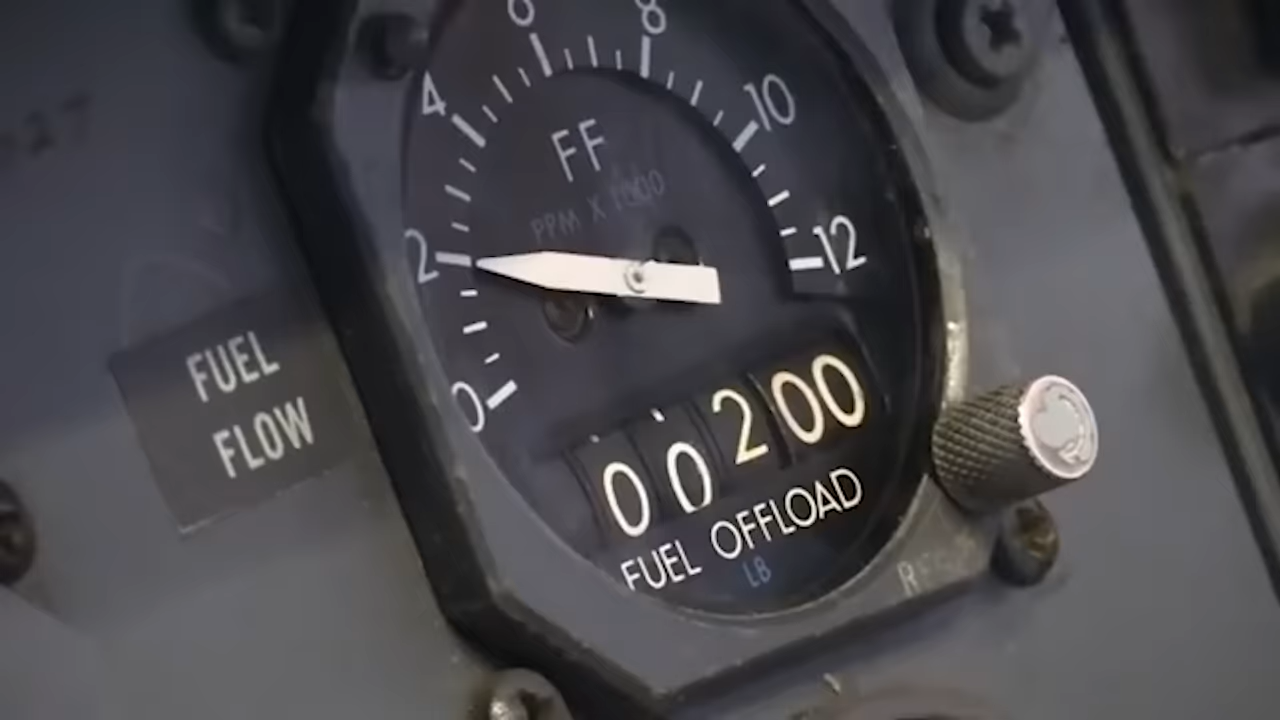 6 8
4 10
FF
PPM X 1000
2 12
0
FUEL
FLOW
00200
FUEL OFFLOAD
LB